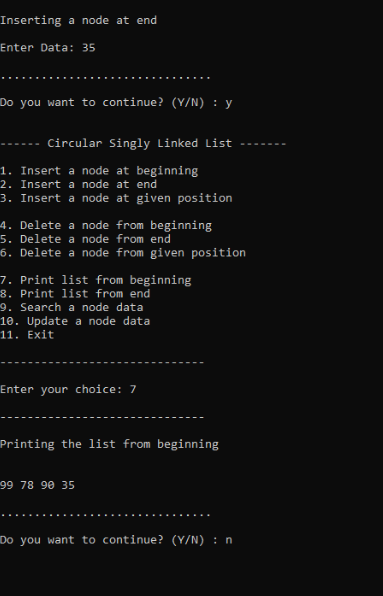 Inserting a node at end
Enter Data: 35
...............................
Do you want to continue? (Y/N) : y
------ Circular Singly Linked List -------
1. Insert a node at beginning
2. Insert a node at end
3. Insert a node at given position
4. Delete a node from beginning
5. Delete a node from end
6. Delete a node from given position
7. Print list from beginning
8. Print list from end
9. Search a node data
10. Update a node data
11. Exit
------------------------------
Enter your choice: 7
------------------------------
Printing the list from beginning
99 78 90 35
...............................
Do you want to continue? (Y/N) : n